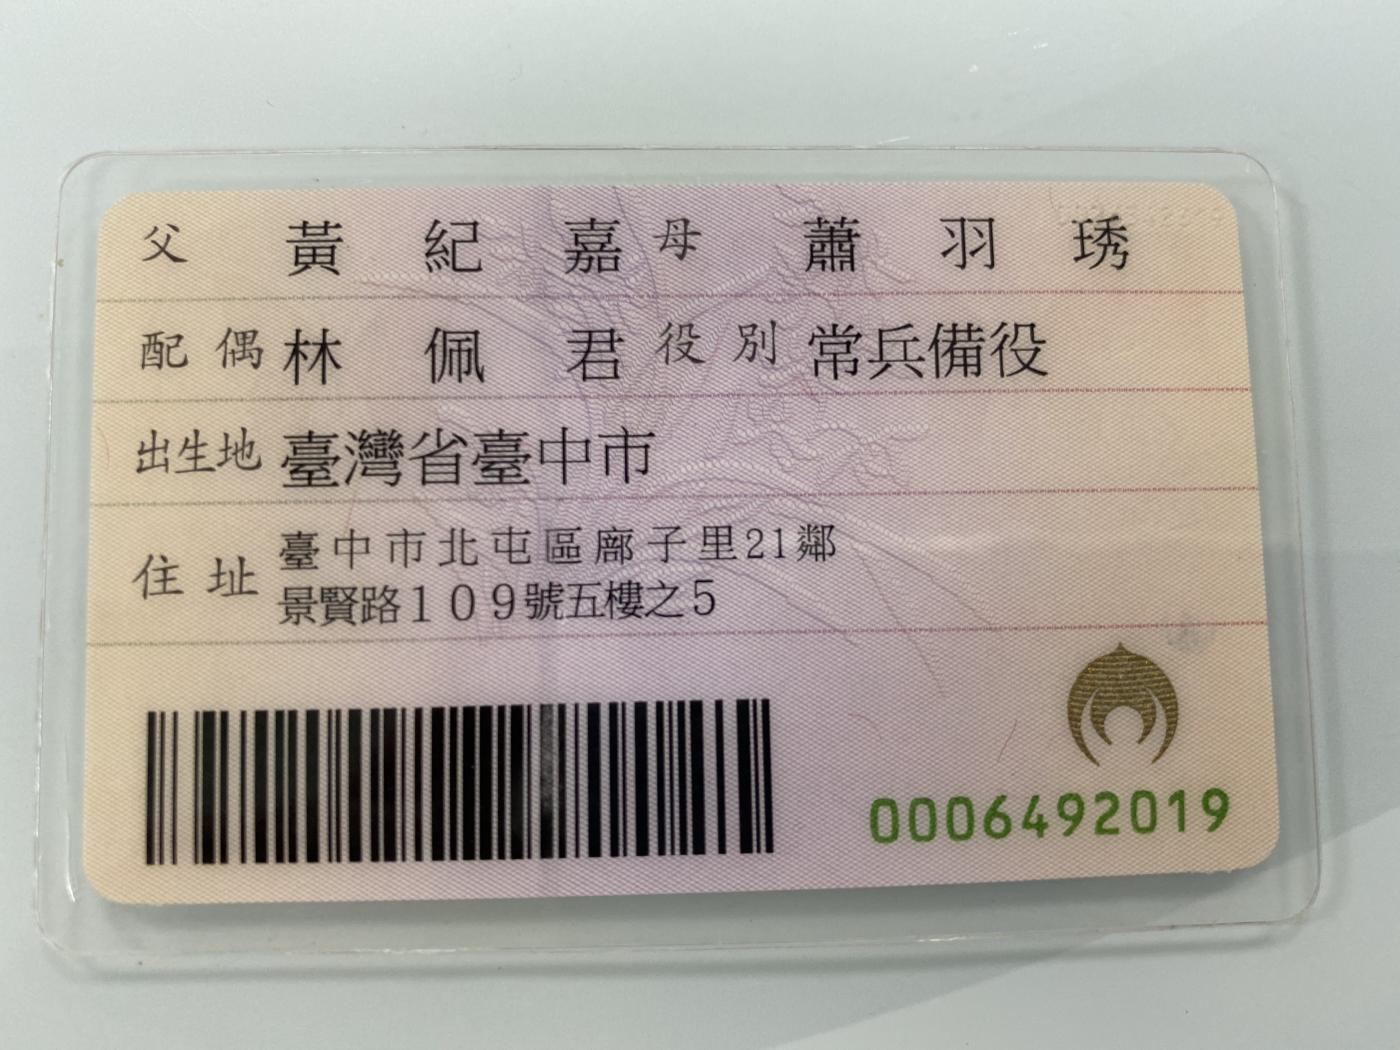 父 黃紀嘉 母 蕭羽琇
配偶 林佩君 役別 常兵備役
出生地 臺灣省臺中市
住址 臺中市北屯區廍子里21鄰
景賢路109號五樓之5
0006492019